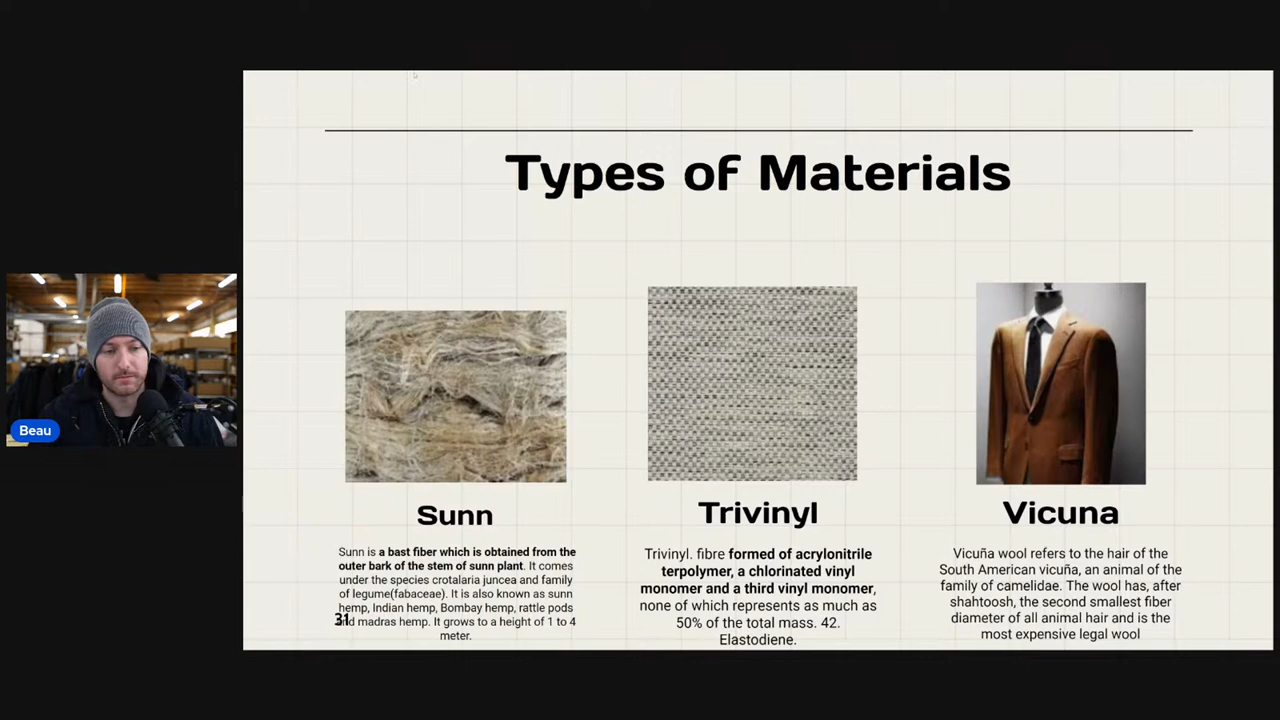 Types of Materials
Beau
Sunn
Sunn is a bast fiber which is obtained from the
outer bark of the stem of sunn plant. It comes
under the species crotalaria juncea and family
of legume(fabaceae). It is also known as sunn
hemp, Indian hemp, Bombay hemp, rattle pods
and madras hemp. It grows to a height of 1 to 4
meter.
31
Trivinyl
Trivinyl. fibre formed of acrylonitrile
terpolymer, a chlorinated vinyl
monomer and a third vinyl monomer,
none of which represents as much as
50% of the total mass. 42.
Elastodiene.
Vicuna
Vicuña wool refers to the hair of the
South American vicuña, an animal of the
family of camelidae. The wool has, after
shahtoosh, the second smallest fiber
diameter of all animal hair and is the
most expensive legal wool